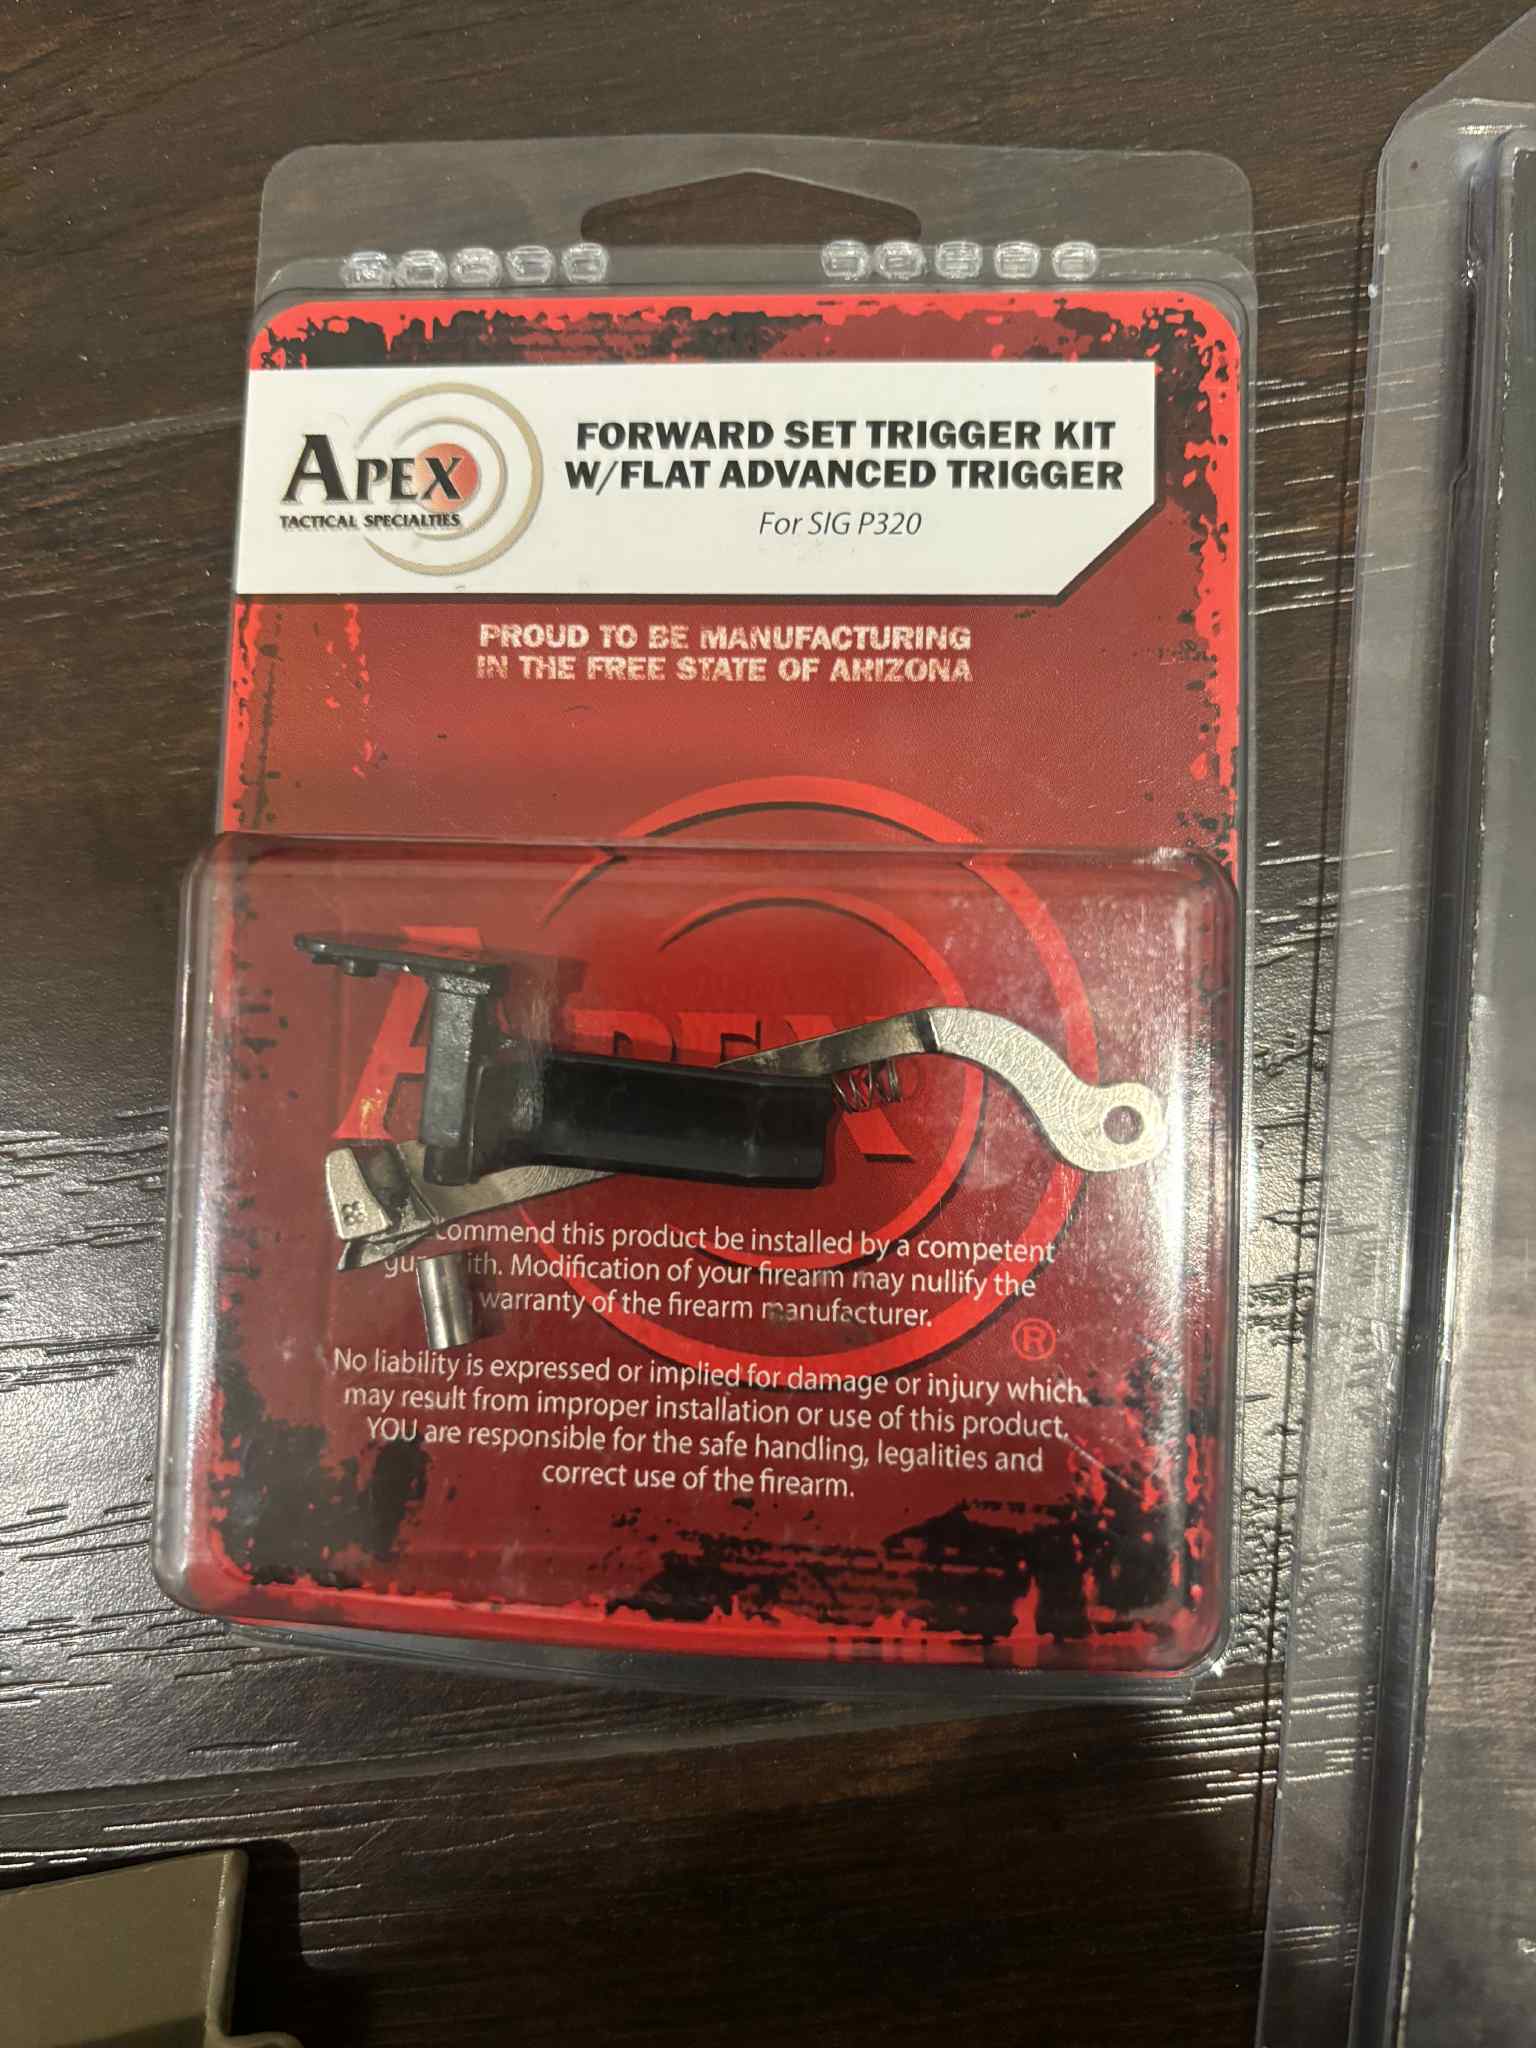 APEX
TACTICAL SPECIALTIES
FORWARD SET TRIGGER KIT
W/FLAT ADVANCED TRIGGER
For SIG P320
PROUD TO BE MANUFACTURING
IN THE FREE STATE OF ARIZONA
APEX
this product be installed by a competent
Modification of your firearm may nullify the
warranty of the firearm manufacturer.
®
No liability is expressed or implied for damage or injury which
may result from improper installation or use of this product.
YOU are responsible for the safe handling, legalities and
correct use of the firearm.